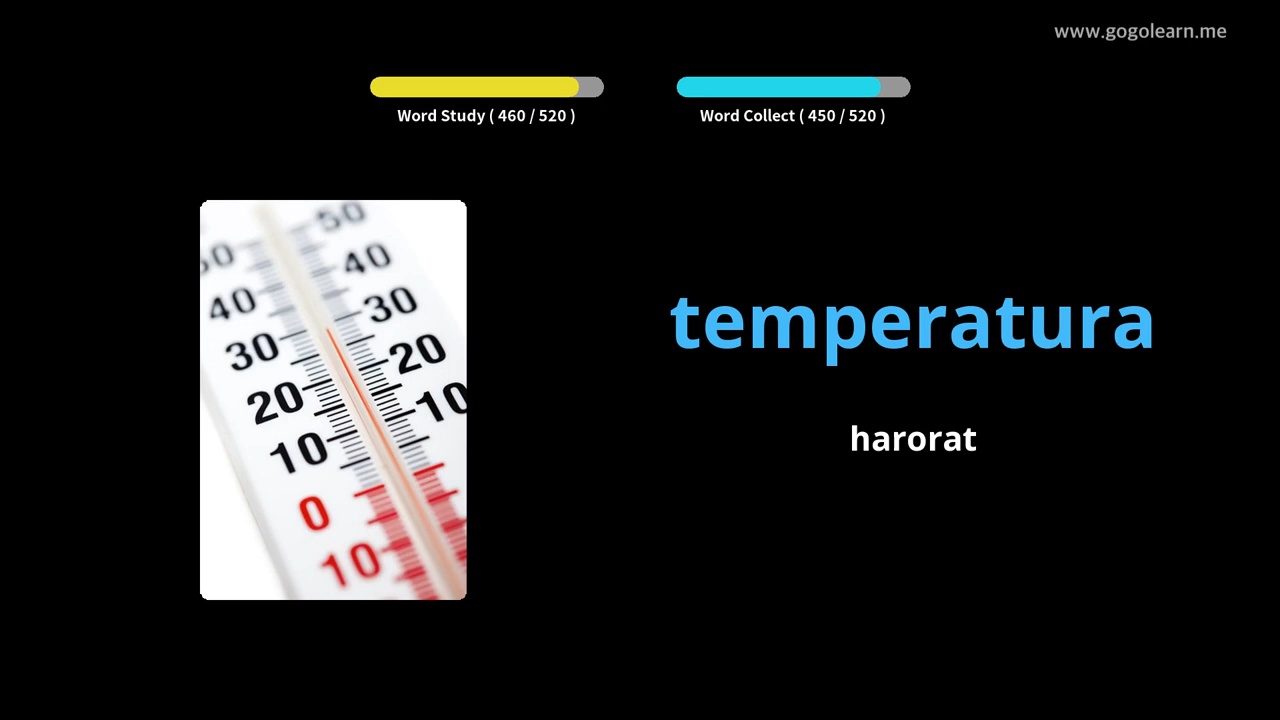 www.gogolearn.me
Word Study ( 460 / 520 )
Word Collect ( 450 / 520 )
50
50
40
40
30
30
20
20
10
10
0
10
temperatura
harorat